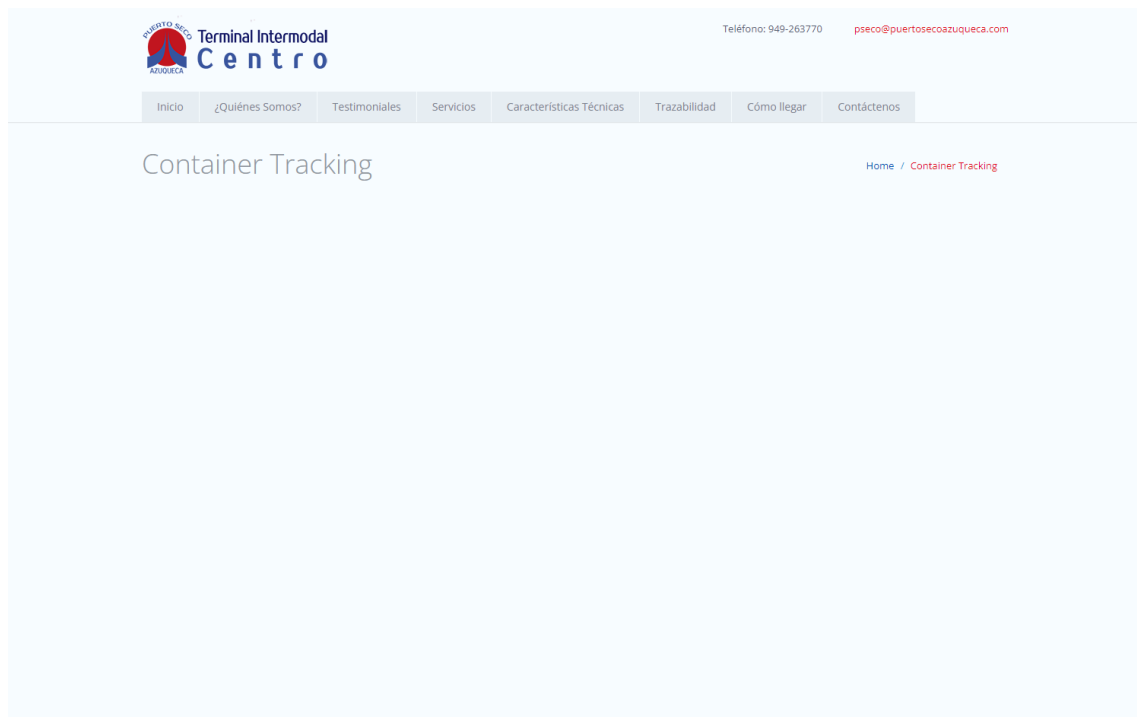 PUERTO SECO
AZUQUECA
Terminal Intermodal
Centro
Teléfono: 949-263770 pseco@puertosecoazuqueca.com
Inicio ¿Quiénes Somos? Testimoniales Servicios Características Técnicas Trazabilidad Cómo llegar Contáctenos
Container Tracking
Home / Container Tracking